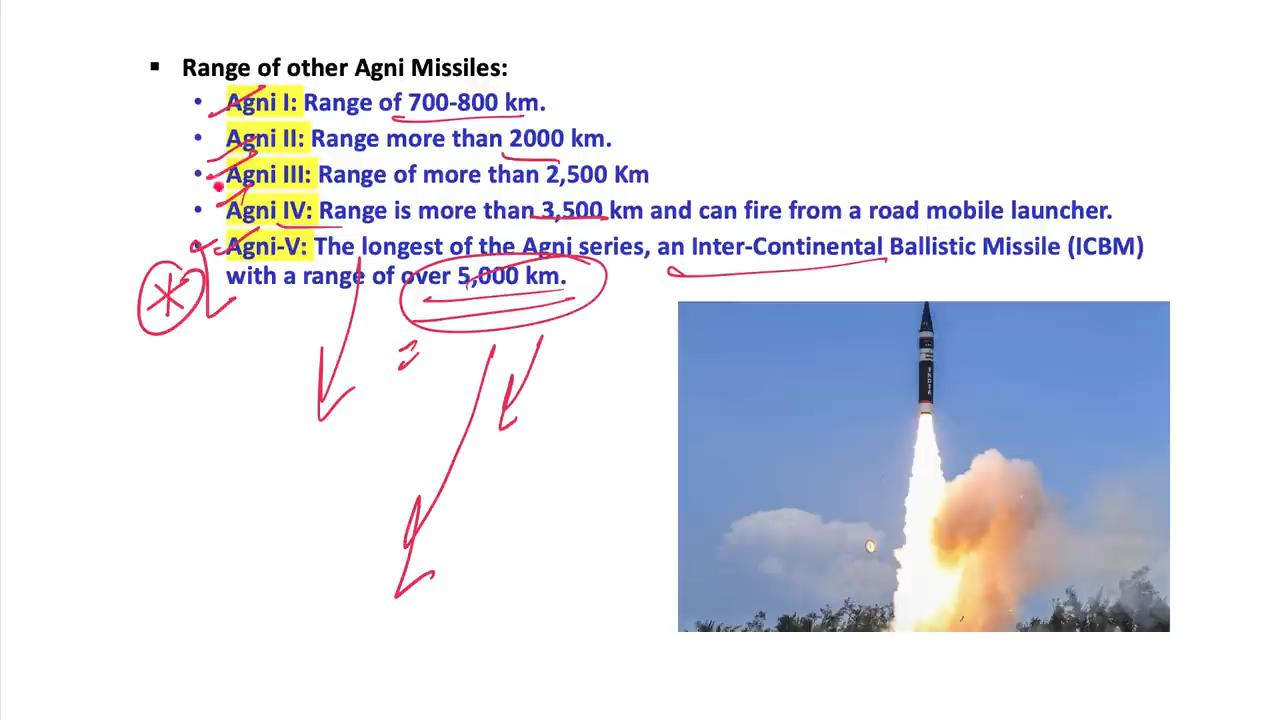 ▪ Range of other Agni Missiles:
• Agni I: Range of 700-800 km.
• Agni II: Range more than 2000 km.
• Agni III: Range of more than 2,500 Km
• Agni IV: Range is more than 3,500 km and can fire from a road mobile launcher.
• Agni-V: The longest of the Agni series, an Inter-Continental Ballistic Missile (ICBM)
with a range of over 5,000 km.
INDIA